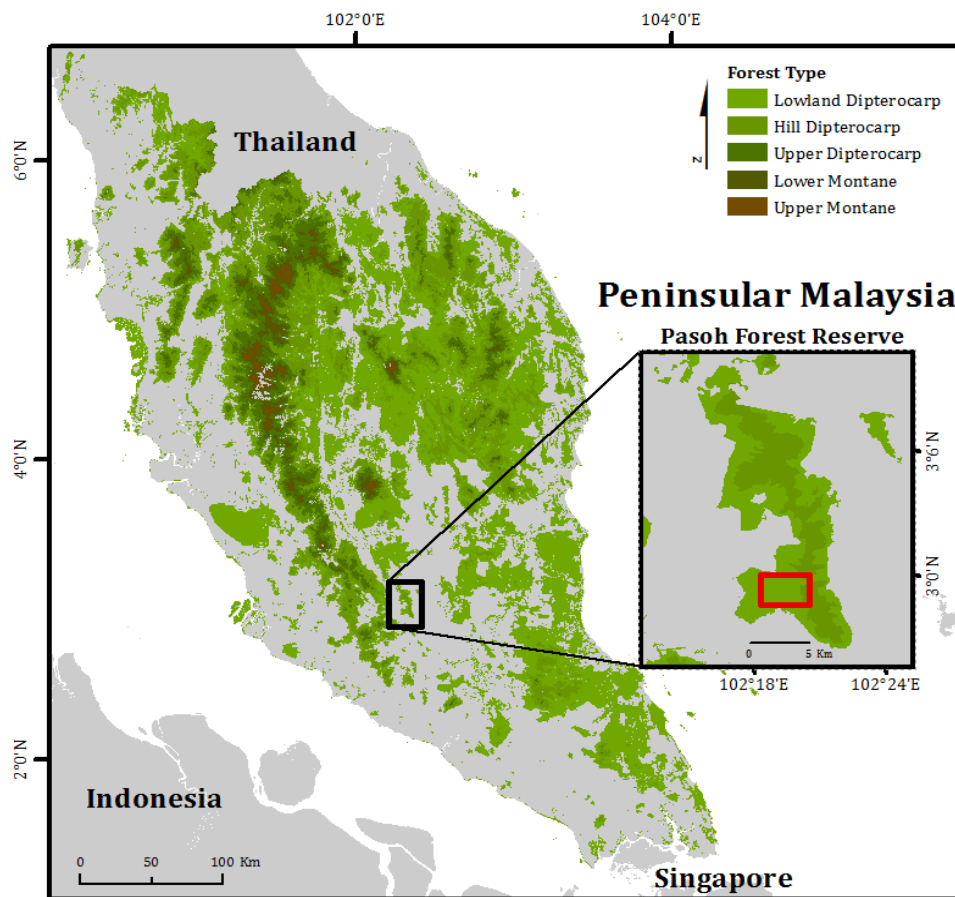 102°0'E 104°0'E
Forest Type
Lowland Dipterocarp
Hill Dipterocarp
Upper Dipterocarp
Lower Montane
Upper Montane
Z
Thailand
6°0'N
Peninsular Malaysia
Pasoh Forest Reserve
3°6'N
4°0'N
3°0'N
0 5 Km
102°18'E 102°24'E
2°0'N
Indonesia
0 50 100 Km
Singapore